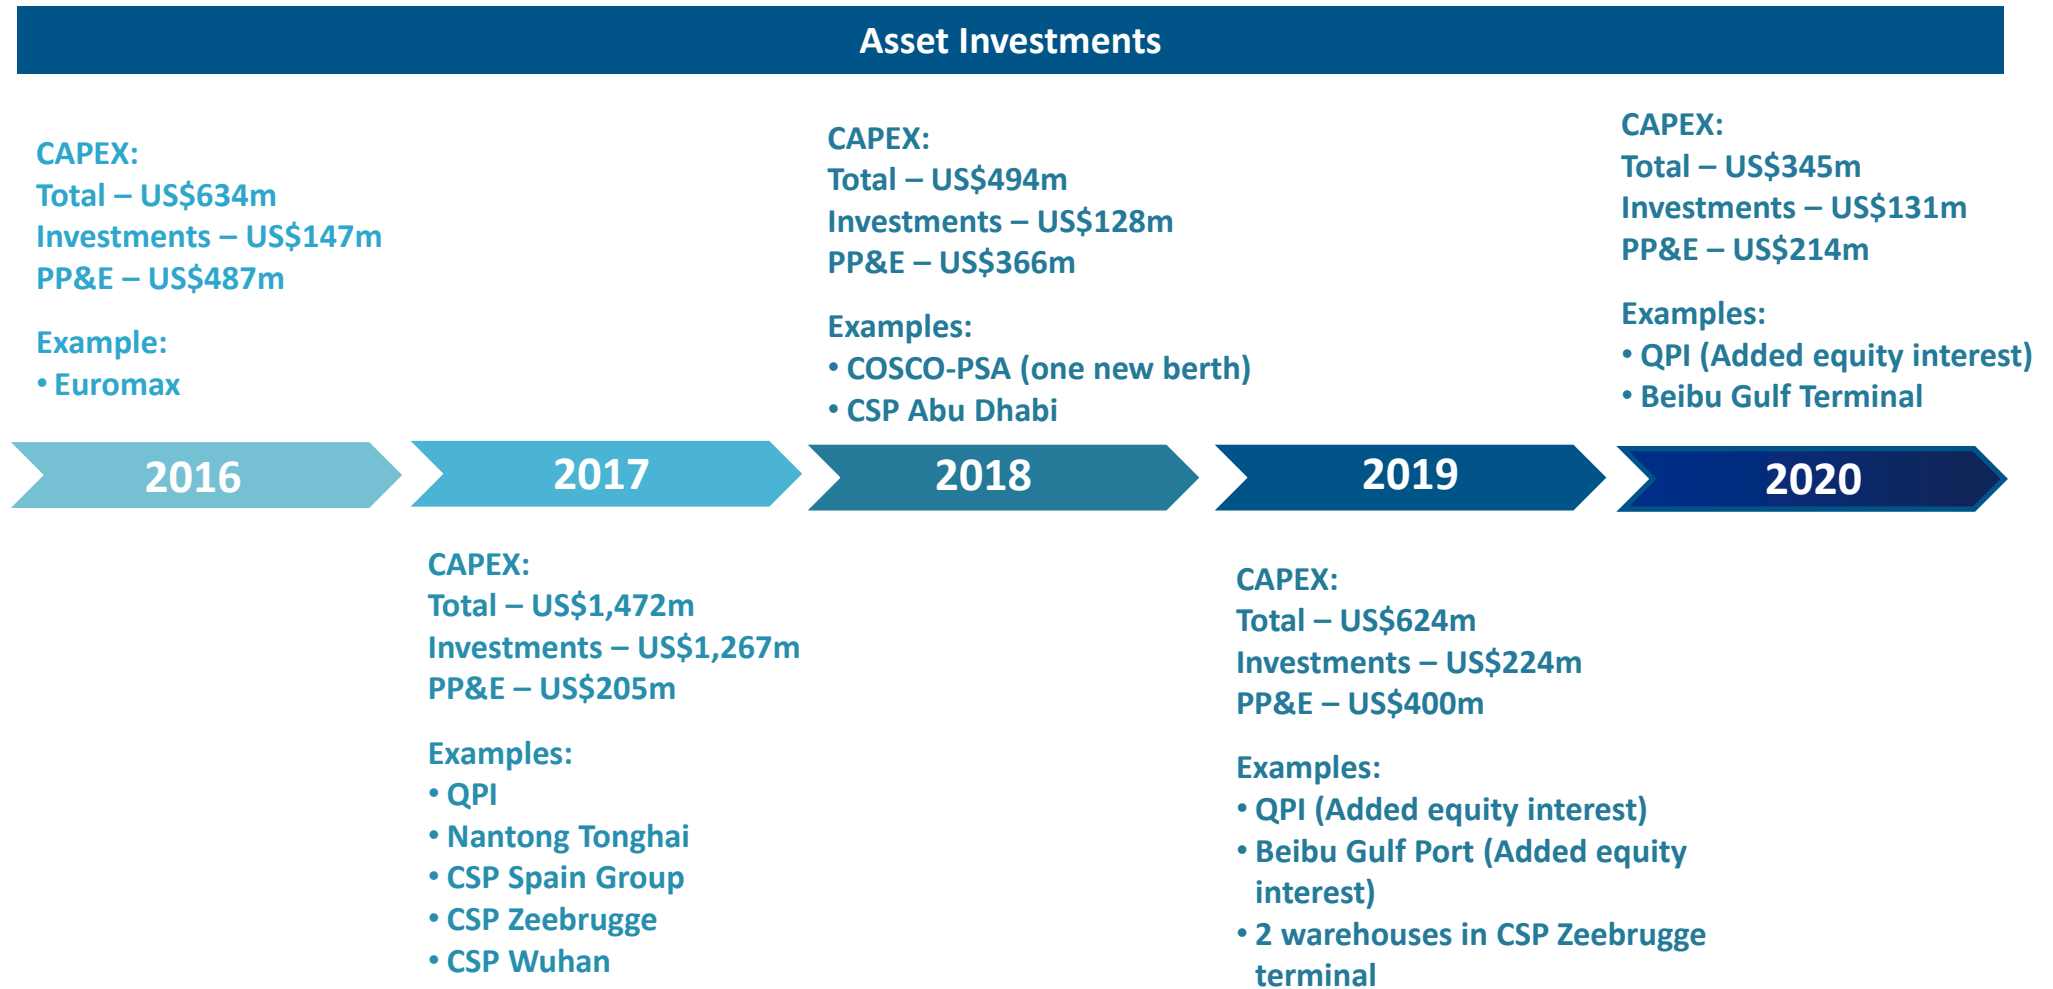 Asset Investments
CAPEX:
Total – US$634m
Investments – US$147m
PP&E – US$487m
Example:
• Euromax
2016
2017
CAPEX:
Total – US$1,472m
Investments – US$1,267m
PP&E – US$205m
Examples:
• QPI
• Nantong Tonghai
• CSP Spain Group
• CSP Zeebrugge
• CSP Wuhan
CAPEX:
Total – US$494m
Investments – US$128m
PP&E – US$366m
Examples:
• COSCO-PSA (one new berth)
• CSP Abu Dhabi
2018
2019
CAPEX:
Total – US$624m
Investments – US$224m
PP&E – US$400m
Examples:
• QPI (Added equity interest)
• Beibu Gulf Port (Added equity
interest)
• 2 warehouses in CSP Zeebrugge
terminal
CAPEX:
Total – US$345m
Investments – US$131m
PP&E – US$214m
Examples:
• QPI (Added equity interest)
• Beibu Gulf Terminal
2020